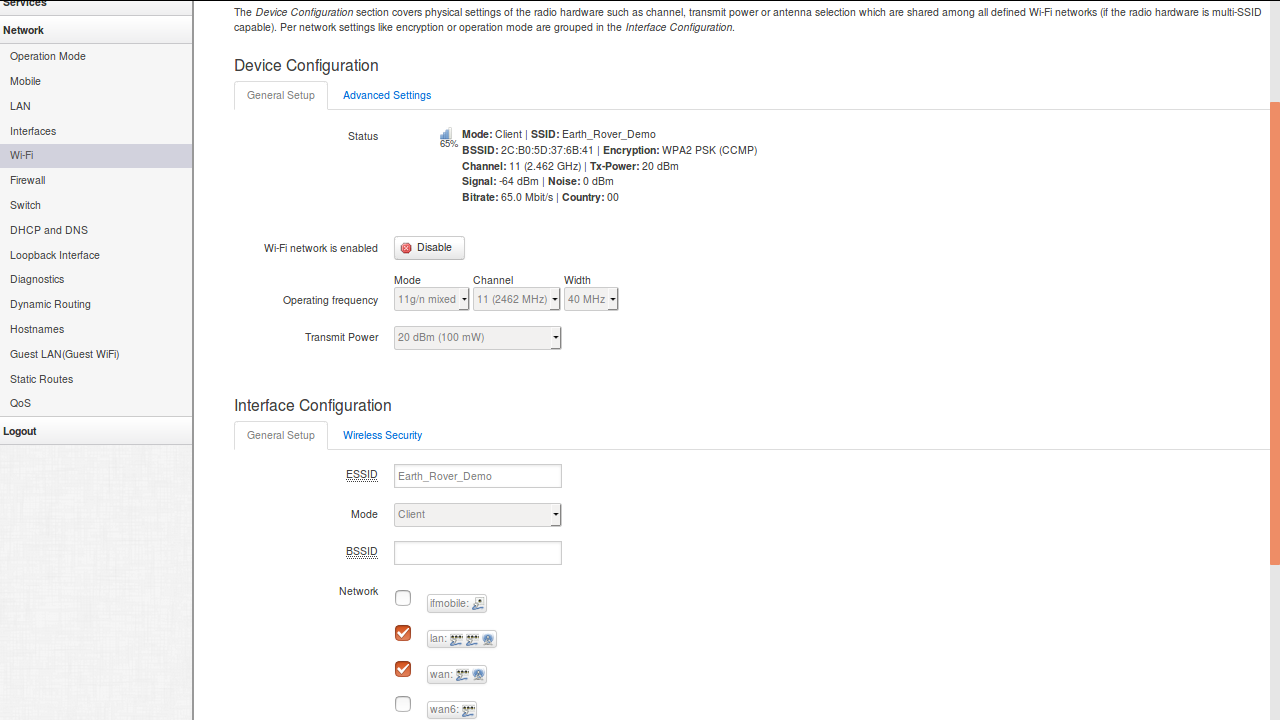 Services
Network
Operation Mode
Mobile
LAN
Interfaces
Wi-Fi
Firewall
Switch
DHCP and DNS
Loopback Interface
Diagnostics
Dynamic Routing
Hostnames
Guest LAN(Guest WiFi)
Static Routes
QoS
Logout
The Device Configuration section covers physical settings of the radio hardware such as channel, transmit power or antenna selection which are shared among all defined Wi-Fi networks (if the radio hardware is multi-SSID
capable). Per network settings like encryption or operation mode are grouped in the Interface Configuration.
Device Configuration
General Setup Advanced Settings
Status
65%
Mode: Client | SSID: Earth_Rover_Demo
BSSID: 2C:B0:5D:37:6B:41 | Encryption: WPA2 PSK (CCMP)
Channel: 11 (2.462 GHz) | Tx-Power: 20 dBm
Signal: -64 dBm | Noise: 0 dBm
Bitrate: 65.0 Mbit/s | Country: 00
Wi-Fi network is enabled Disable
Mode Channel Width
Operating frequency 11g/n mixed 11 (2462 MHz) 40 MHz
Transmit Power 20 dBm (100 mW)
Interface Configuration
General Setup Wireless Security
ESSID Earth_Rover_Demo
Mode Client
BSSID
Network
ifmobile:
lan:
wan:
wan6: